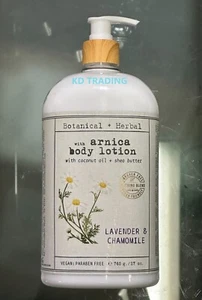 KD TRADING
Botanical + Herbal
with arnica
body lotion
with coconut oil + shea butter
LAVENDER &
CHAMOMILE
VEGAN | PARABEN FREE